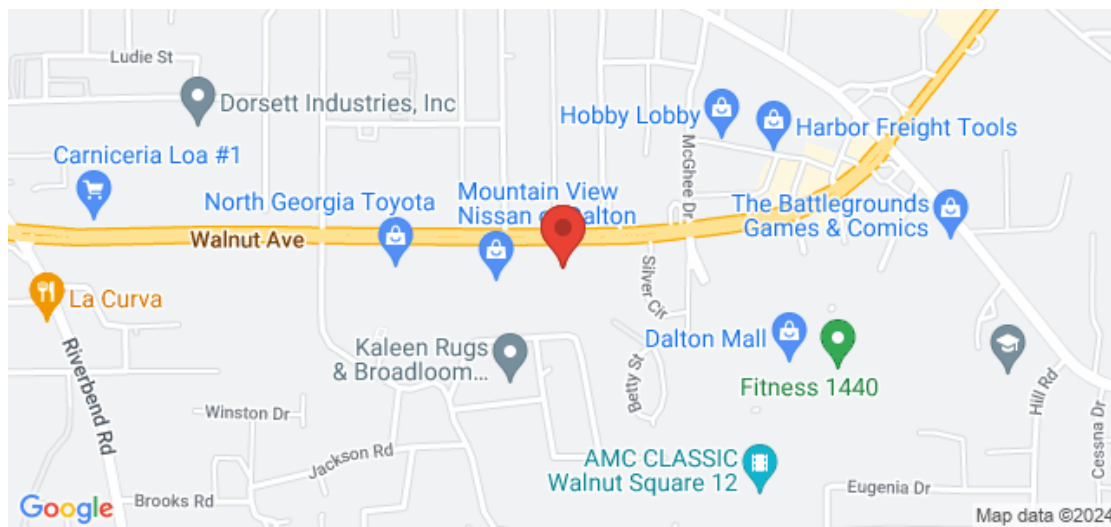 Ludie St
Dorsett Industries, Inc
Hobby Lobby
Harbor Freight Tools
McGhee Dr
Carniceria Loa #1
North Georgia Toyota
Mountain View
Nissan of Dalton
The Battlegrounds
Games & Comics
Walnut Ave
Silver Cir
La Curva
Riverbend Rd
Kaleen Rugs
& Broadloom...
Dalton Mall
Fitness 1440
Betty St
Hill Rd
Cessna Dr
Winston Dr
Jackson Rd
AMC CLASSIC
Walnut Square 12
Eugenia Dr
Brooks Rd
Google
Map data ©2024